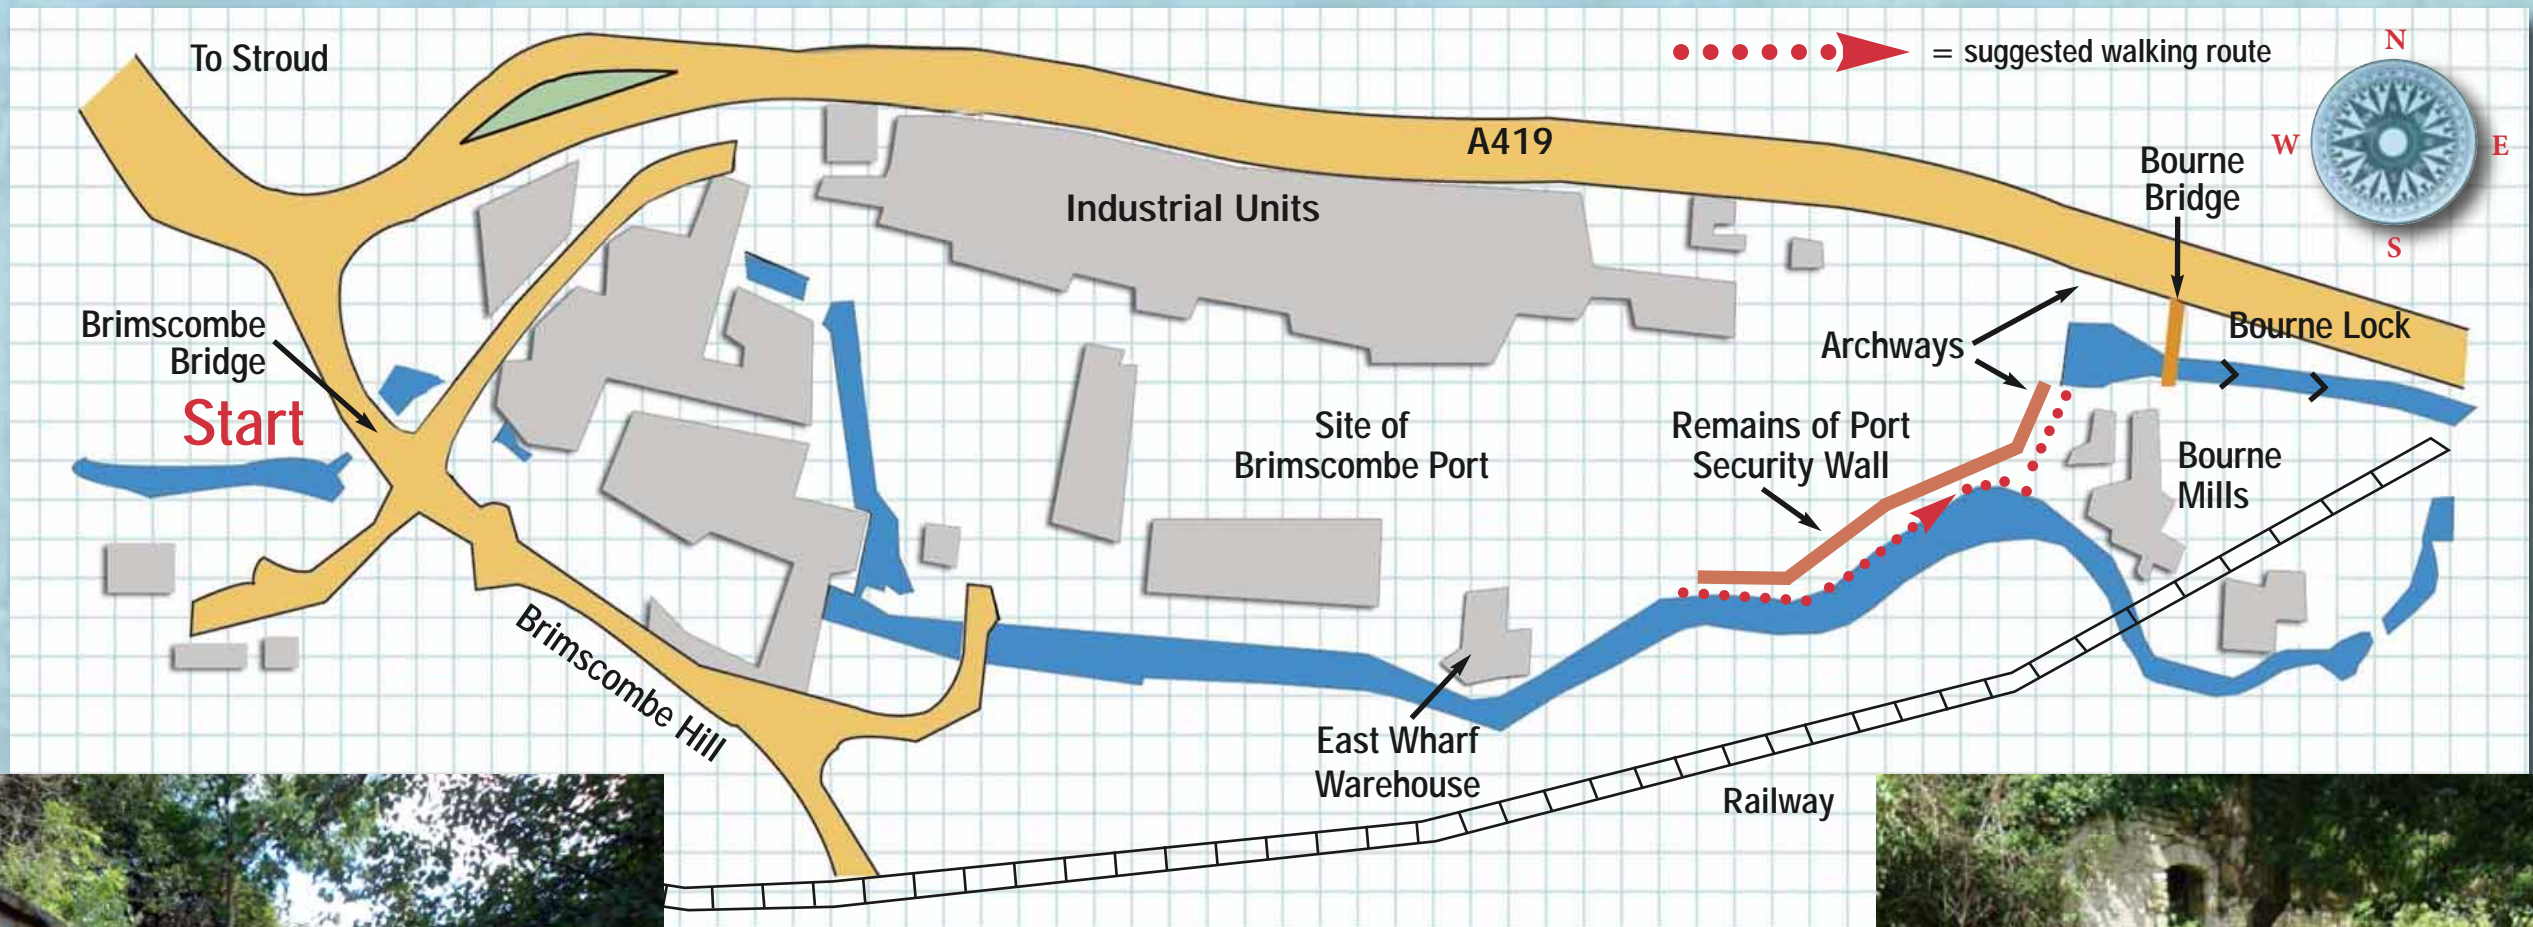 To Stroud
= suggested walking route
N
W
E
S
A419
Bourne
Bridge
Industrial Units
Brimscombe
Bridge
Start
Archways
Bourne Lock
Site of
Brimscombe Port
Remains of Port
Security Wall
Bourne
Mills
Brimscombe Hill
East Wharf
Warehouse
Railway